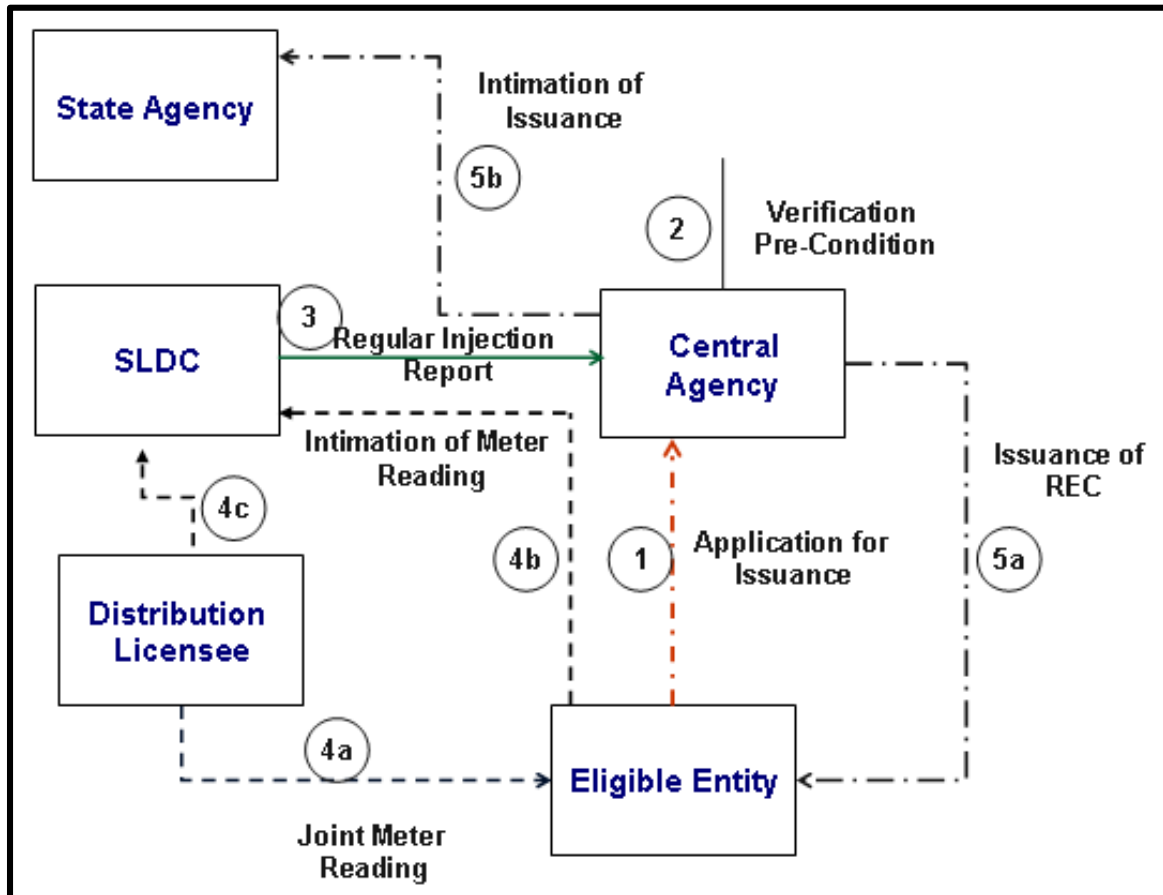 State Agency
Intimation of
Issuance
5b
2
Verification
Pre-Condition
3
SLDC
Regular Injection
Report
Central
Agency
Intimation of Meter
Reading
Issuance of
REC
4c
4b
1
Application for
Issuance
5a
Distribution
Licensee
4a
Eligible Entity
Joint Meter
Reading